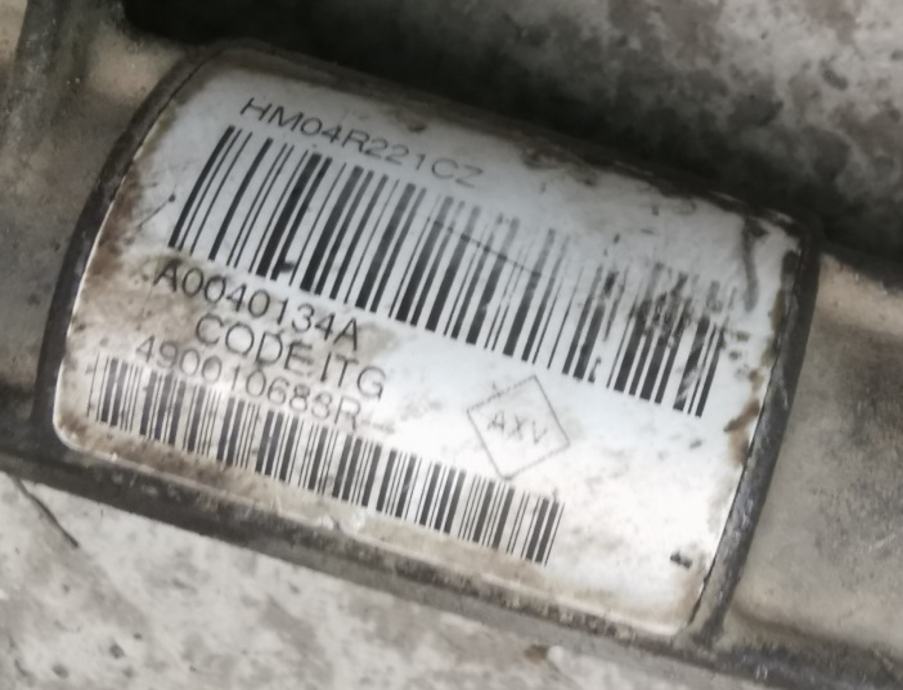 HM04R221CZ
A0040134A
CODE ITG
490010683R
AXV